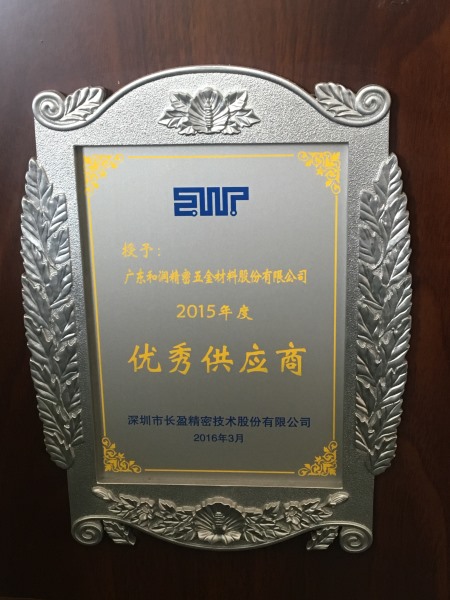 EWP
授予：
广东和润精密五金材料股份有限公司
2015年度
优秀供应商
深圳市长盈精密技术股份有限公司
2016年3月